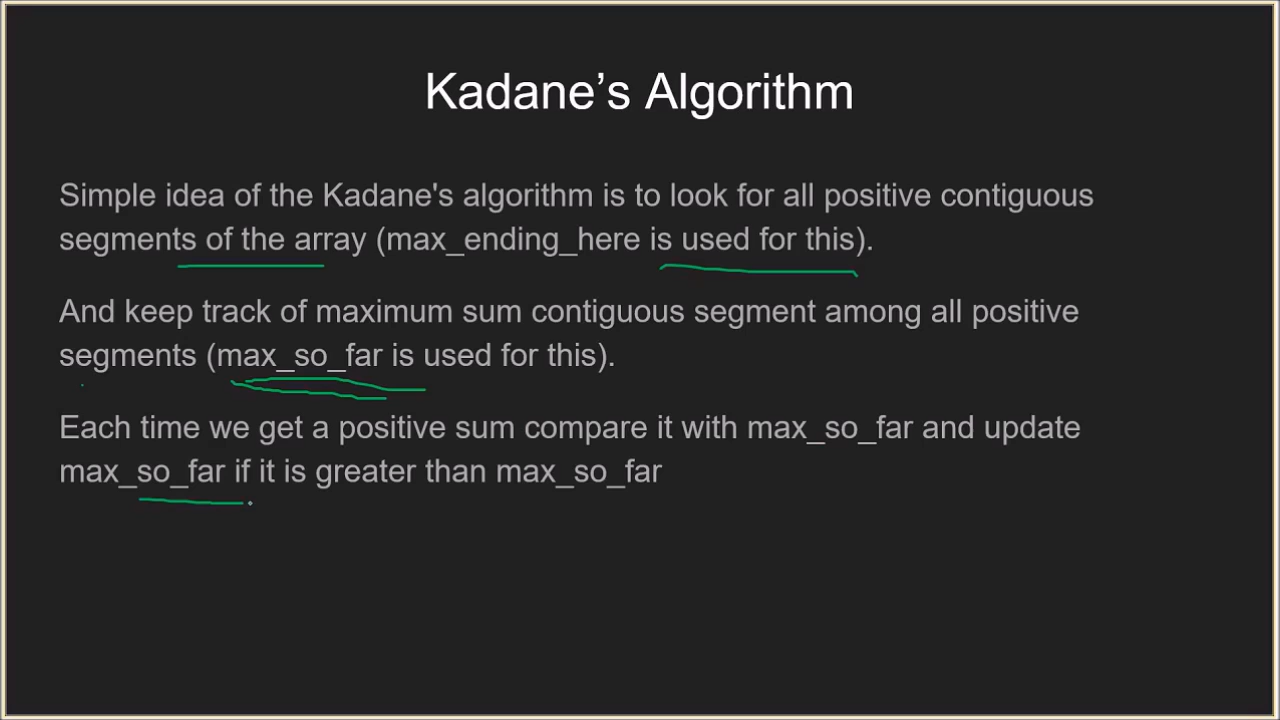 Kadane’s Algorithm
Simple idea of the Kadane's algorithm is to look for all positive contiguous
segments of the array (max_ending_here is used for this).
And keep track of maximum sum contiguous segment among all positive
segments (max_so_far is used for this).
Each time we get a positive sum compare it with max_so_far and update
max_so_far if it is greater than max_so_far